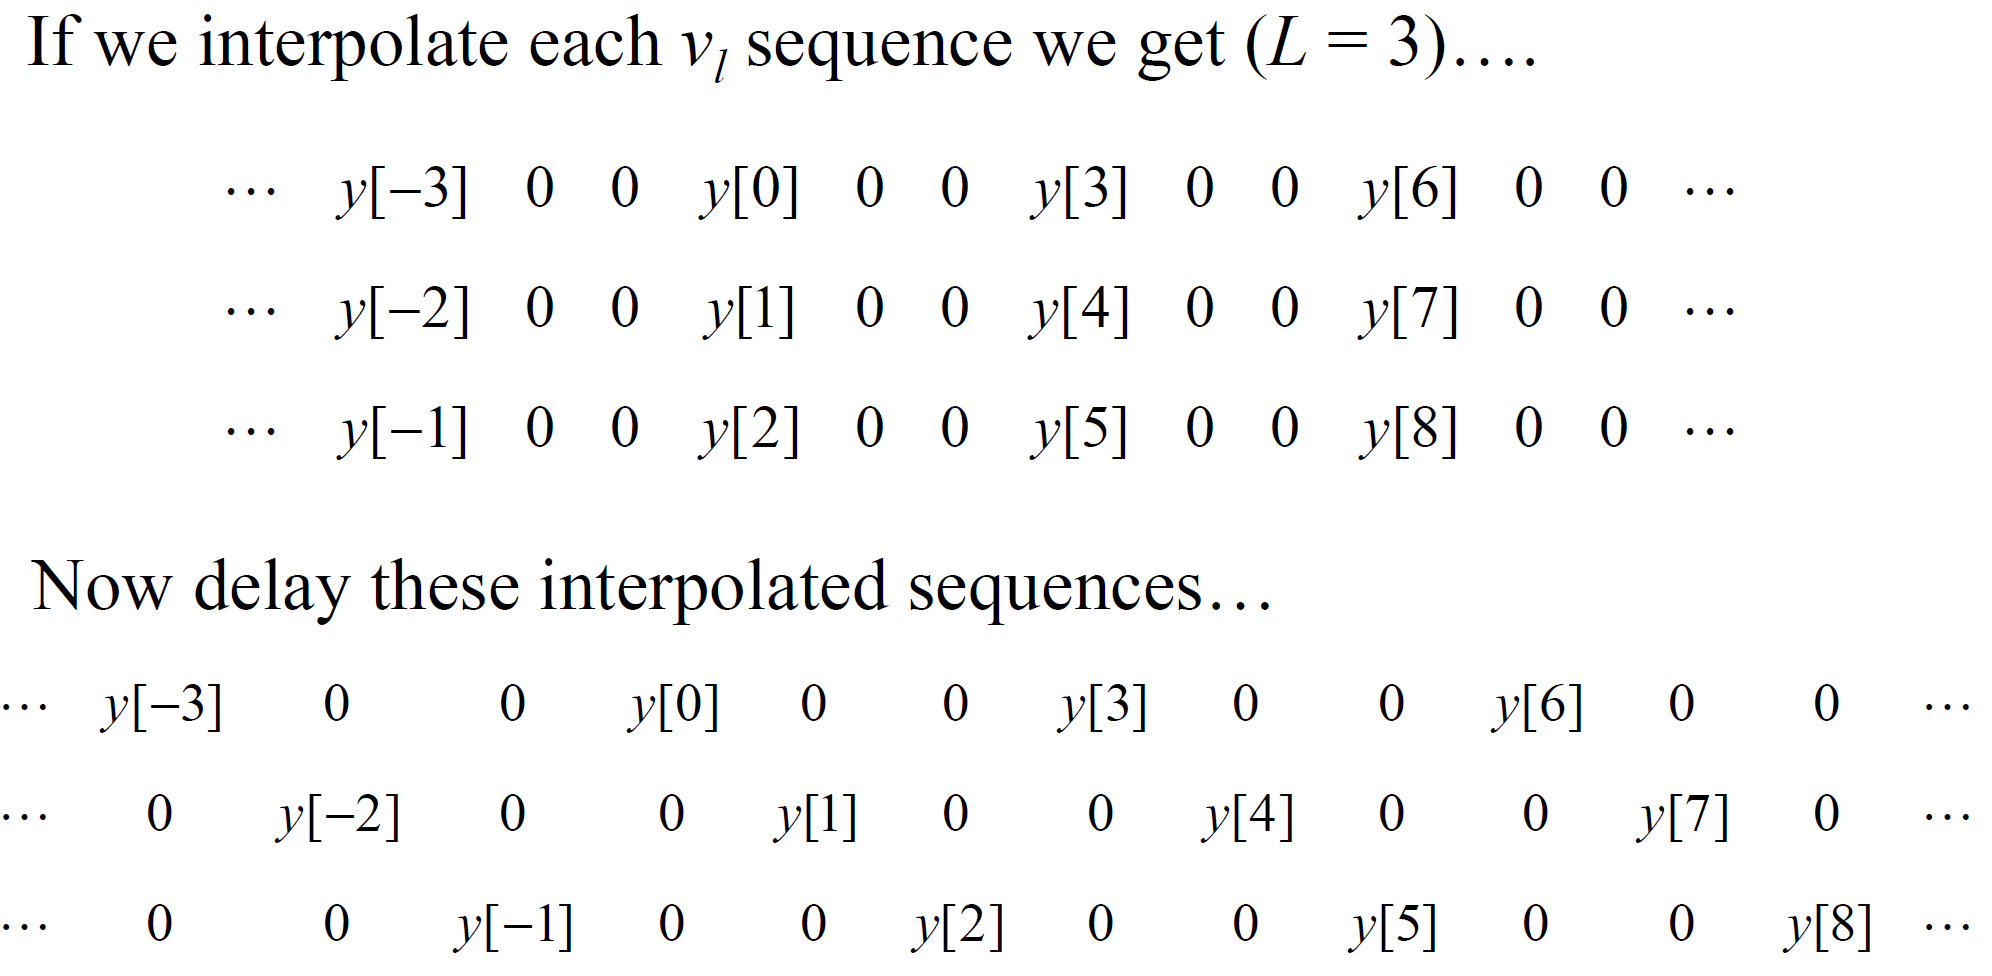 If we interpolate each v_l sequence we get (L = 3)….
⋯ y[−3] 0 0 y[0] 0 0 y[3] 0 0 y[6] 0 0 ⋯
⋯ y[−2] 0 0 y[1] 0 0 y[4] 0 0 y[7] 0 0 ⋯
⋯ y[−1] 0 0 y[2] 0 0 y[5] 0 0 y[8] 0 0 ⋯
Now delay these interpolated sequences…
⋯ y[−3] 0 0 y[0] 0 0 y[3] 0 0 y[6] 0 0 ⋯
⋯ 0 y[−2] 0 0 y[1] 0 0 y[4] 0 0 y[7] 0 ⋯
⋯ 0 0 y[−1] 0 0 y[2] 0 0 y[5] 0 0 y[8] ⋯